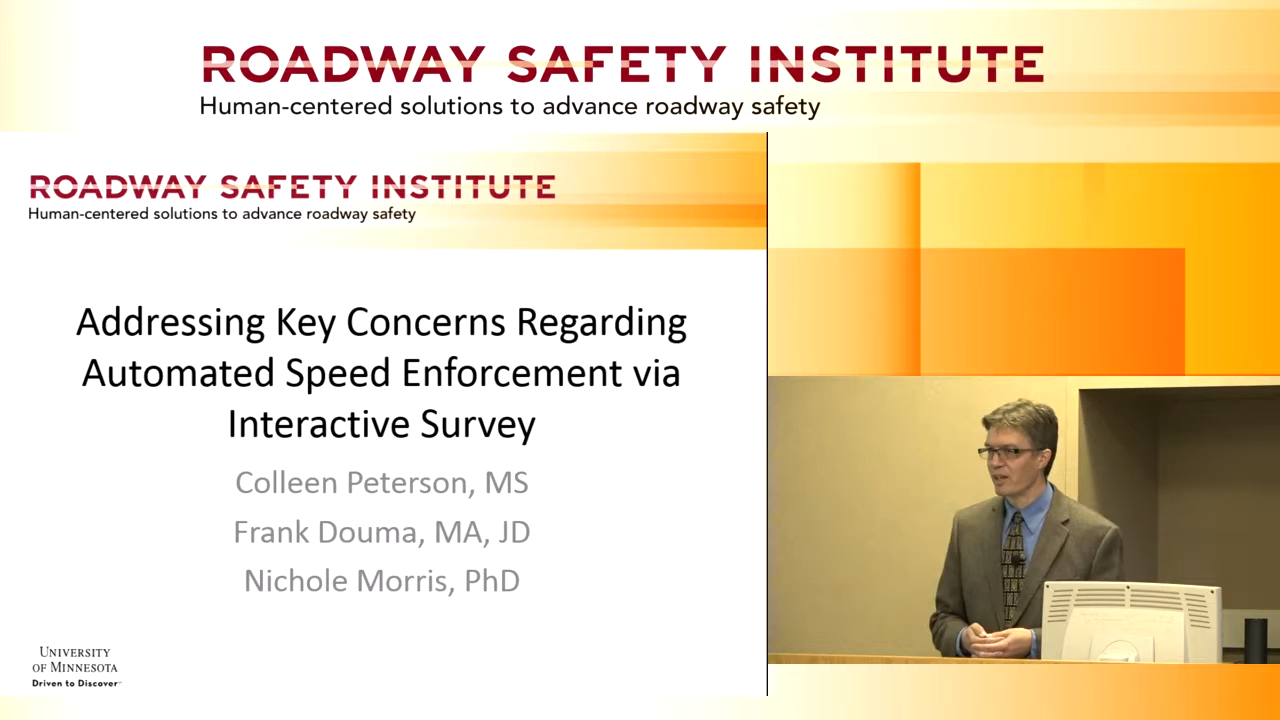 ROADWAY SAFETY INSTITUTE
Human-centered solutions to advance roadway safety
ROADWAY SAFETY INSTITUTE
Human-centered solutions to advance roadway safety
Addressing Key Concerns Regarding
Automated Speed Enforcement via
Interactive Survey
Colleen Peterson, MS
Frank Douma, MA, JD
Nichole Morris, PhD
UNIVERSITY
OF MINNESOTA
Driven to Discover